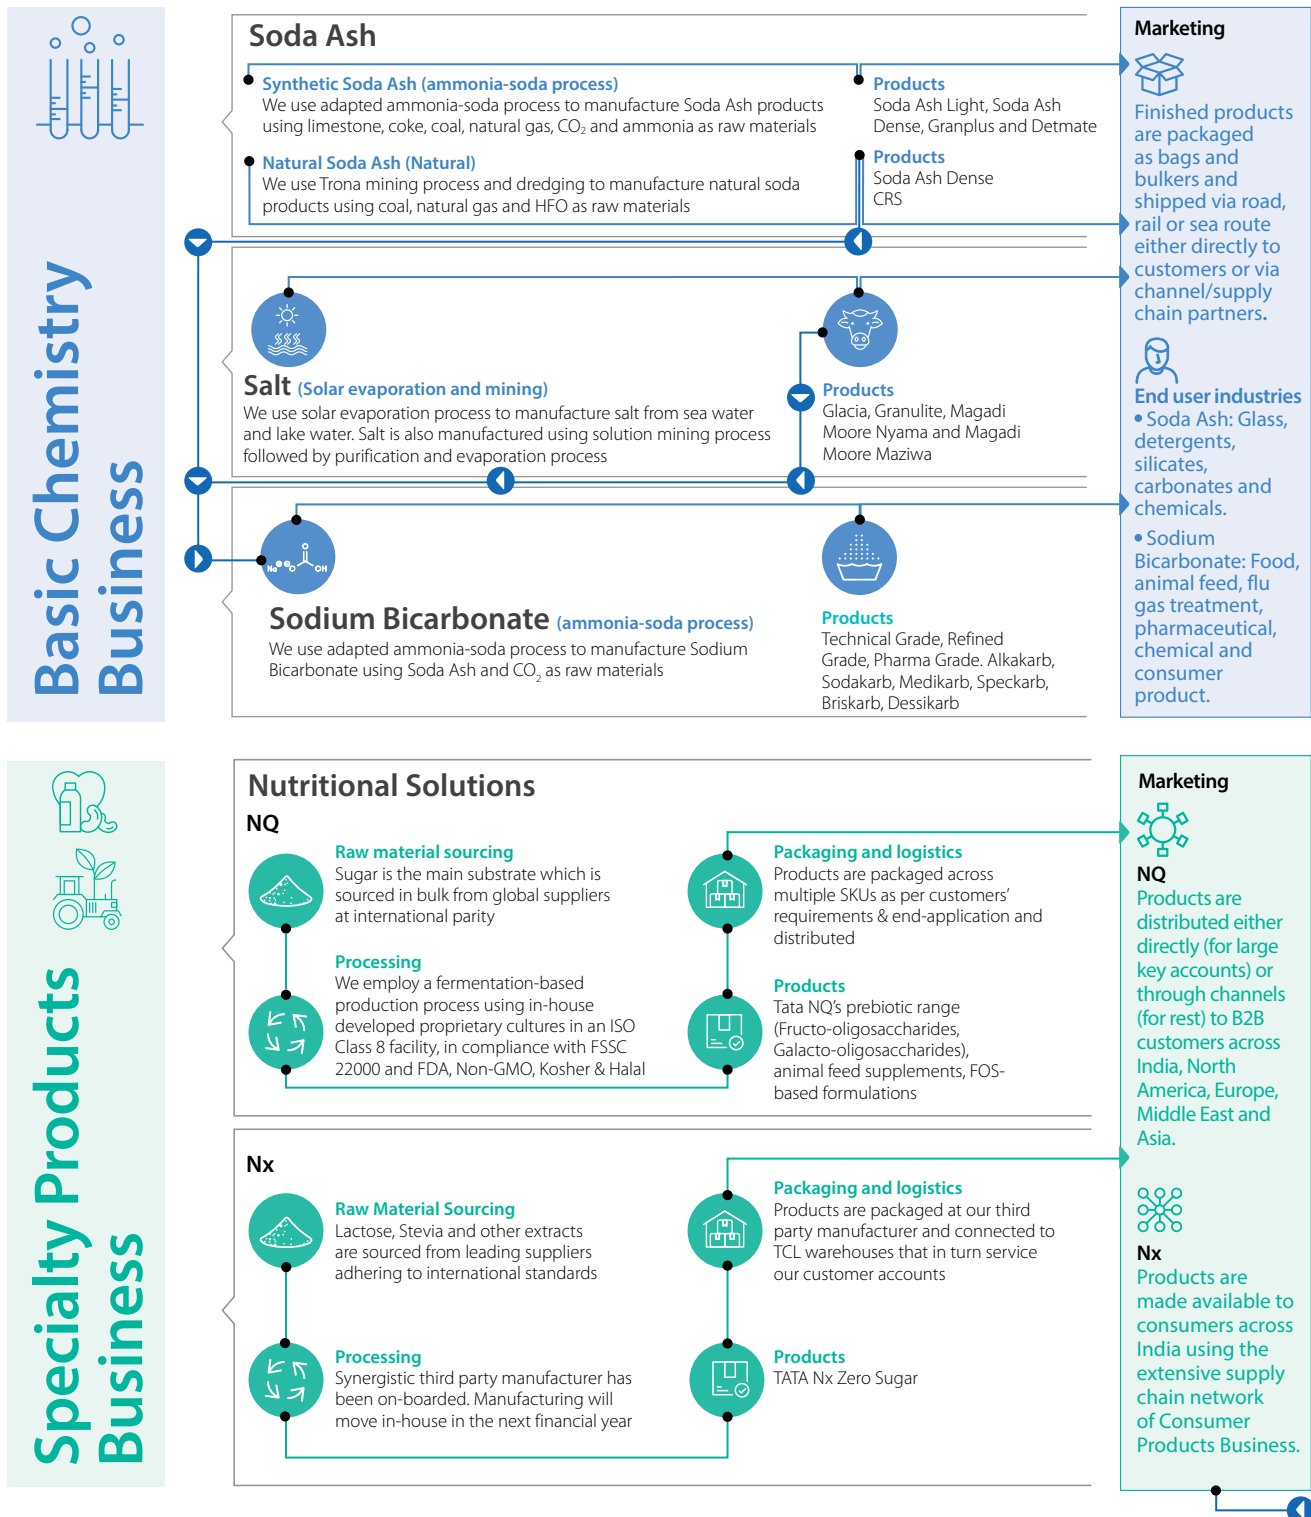 Basic Chemistry
Business
Soda Ash
Synthetic Soda Ash (ammonia-soda process)
We use adapted ammonia-soda process to manufacture Soda Ash products
using limestone, coke, coal, natural gas, CO₂ and ammonia as raw materials
Products
Soda Ash Light, Soda Ash
Dense, Granplus and Detmate
Natural Soda Ash (Natural)
We use Trona mining process and dredging to manufacture natural soda
products using coal, natural gas and HFO as raw materials
Products
Soda Ash Dense
CRS
Salt (Solar evaporation and mining)
We use solar evaporation process to manufacture salt from sea water
and lake water. Salt is also manufactured using solution mining process
followed by purification and evaporation process
Products
Glacia, Granulite, Magadi
Moore Nyama and Magadi
Moore Maziwa
Na⊕ ⊖O O OH
Sodium Bicarbonate (ammonia-soda process)
We use adapted ammonia-soda process to manufacture Sodium
Bicarbonate using Soda Ash and CO₂ as raw materials
Products
Technical Grade, Refined
Grade, Pharma Grade. Alkakarb,
Sodakarb, Medikarb, Speckarb,
Briskarb, Dessikarb
Marketing
Finished products
are packaged
as bags and
bulkers and
shipped via road,
rail or sea route
either directly to
customers or via
channel/supply
chain partners.
End user industries
• Soda Ash: Glass,
detergents,
silicates,
carbonates and
chemicals.
• Sodium
Bicarbonate: Food,
animal feed, flu
gas treatment,
pharmaceutical,
chemical and
consumer
product.
Specialty Products
Business
Nutritional Solutions
NQ
Raw material sourcing
Sugar is the main substrate which is
sourced in bulk from global suppliers
at international parity
Processing
We employ a fermentation-based
production process using in-house
developed proprietary cultures in an ISO
Class 8 facility, in compliance with FSSC
22000 and FDA, Non-GMO, Kosher & Halal
Packaging and logistics
Products are packaged across
multiple SKUs as per customers’
requirements & end-application and
distributed
Products
Tata NQ’s prebiotic range
(Fructo-oligosaccharides,
Galacto-oligosaccharides),
animal feed supplements, FOS-
based formulations
Nx
Raw Material Sourcing
Lactose, Stevia and other extracts
are sourced from leading suppliers
adhering to international standards
Processing
Synergistic third party manufacturer has
been on-boarded. Manufacturing will
move in-house in the next financial year
Packaging and logistics
Products are packaged at our third
party manufacturer and connected to
TCL warehouses that in turn service
our customer accounts
Products
TATA Nx Zero Sugar
Marketing
NQ
Products are
distributed either
directly (for large
key accounts) or
through channels
(for rest) to B2B
customers across
India, North
America, Europe,
Middle East and
Asia.
Nx
Products are
made available to
consumers across
India using the
extensive supply
chain network
of Consumer
Products Business.